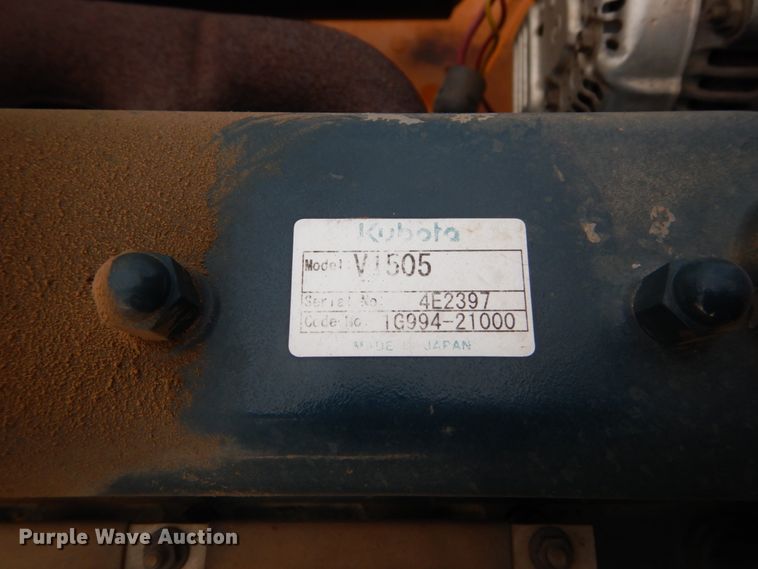 Kubota
Model V1505
Serial No. 4E2397
Code No. 1G994-21000
MADE IN JAPAN
Purple Wave Auction